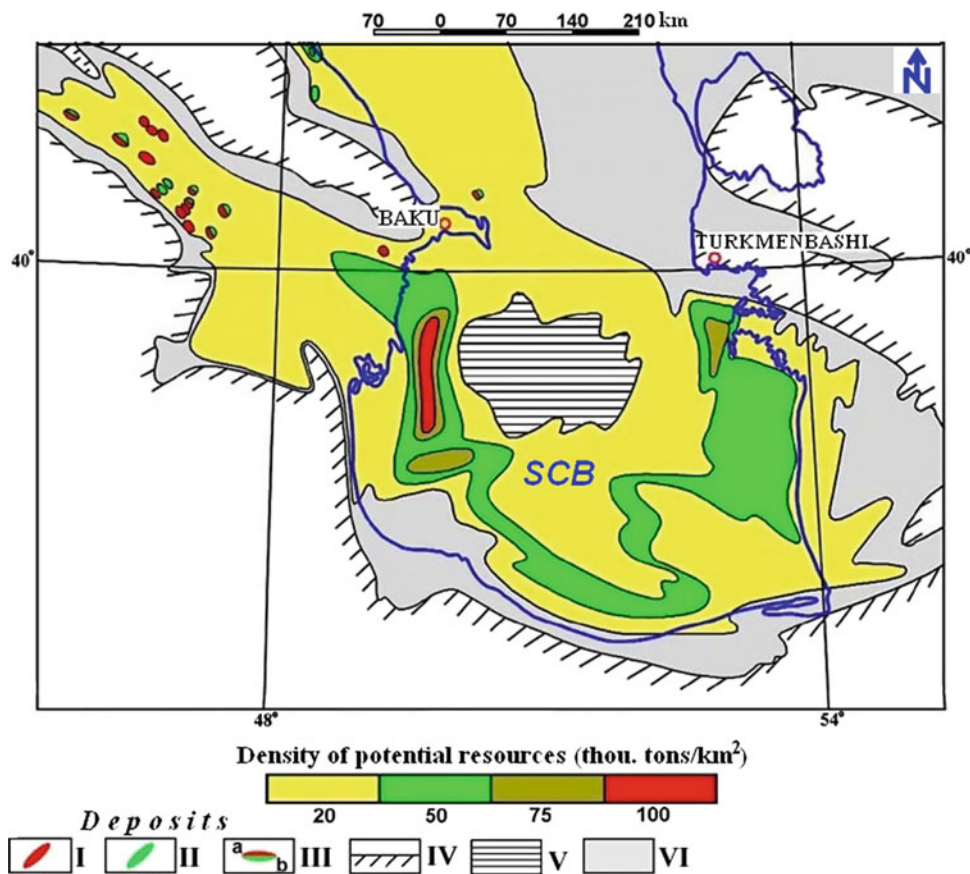 70 0 70 140 210 km
N
BAKU
TURKMENBASHI
40° 40°
SCB
48° 54°
Density of potential resources (thou. tons/km²)
20 50 75 100
Deposits
I II a b III IV V VI